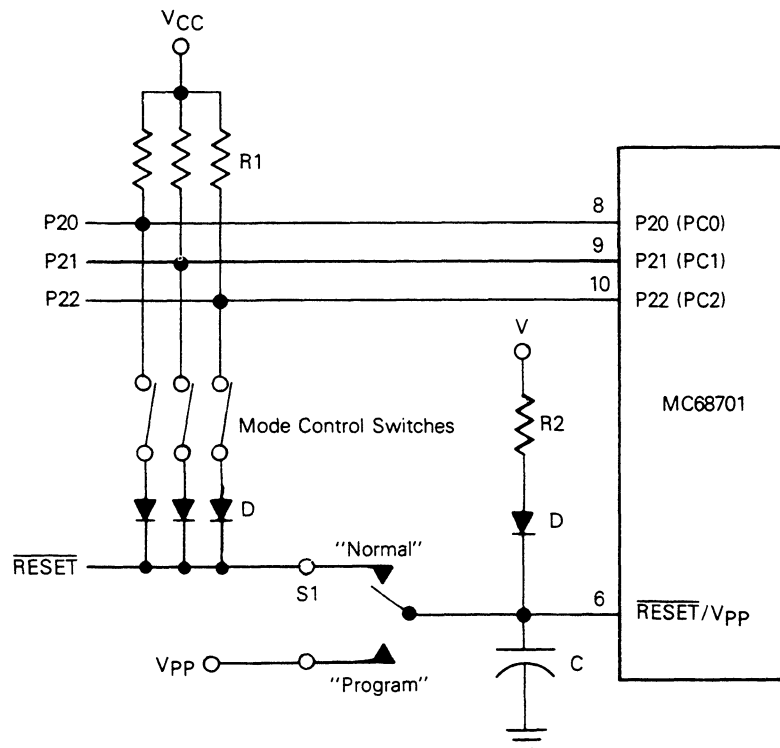 VCC
R1
8
P20
P20 (PC0)
9
P21
P21 (PC1)
10
P22
P22 (PC2)
V
MC68701
R2
Mode Control Switches
D
D
"Normal"
RESET
S1
6
RESET/VPP
VPP
"Program"
C